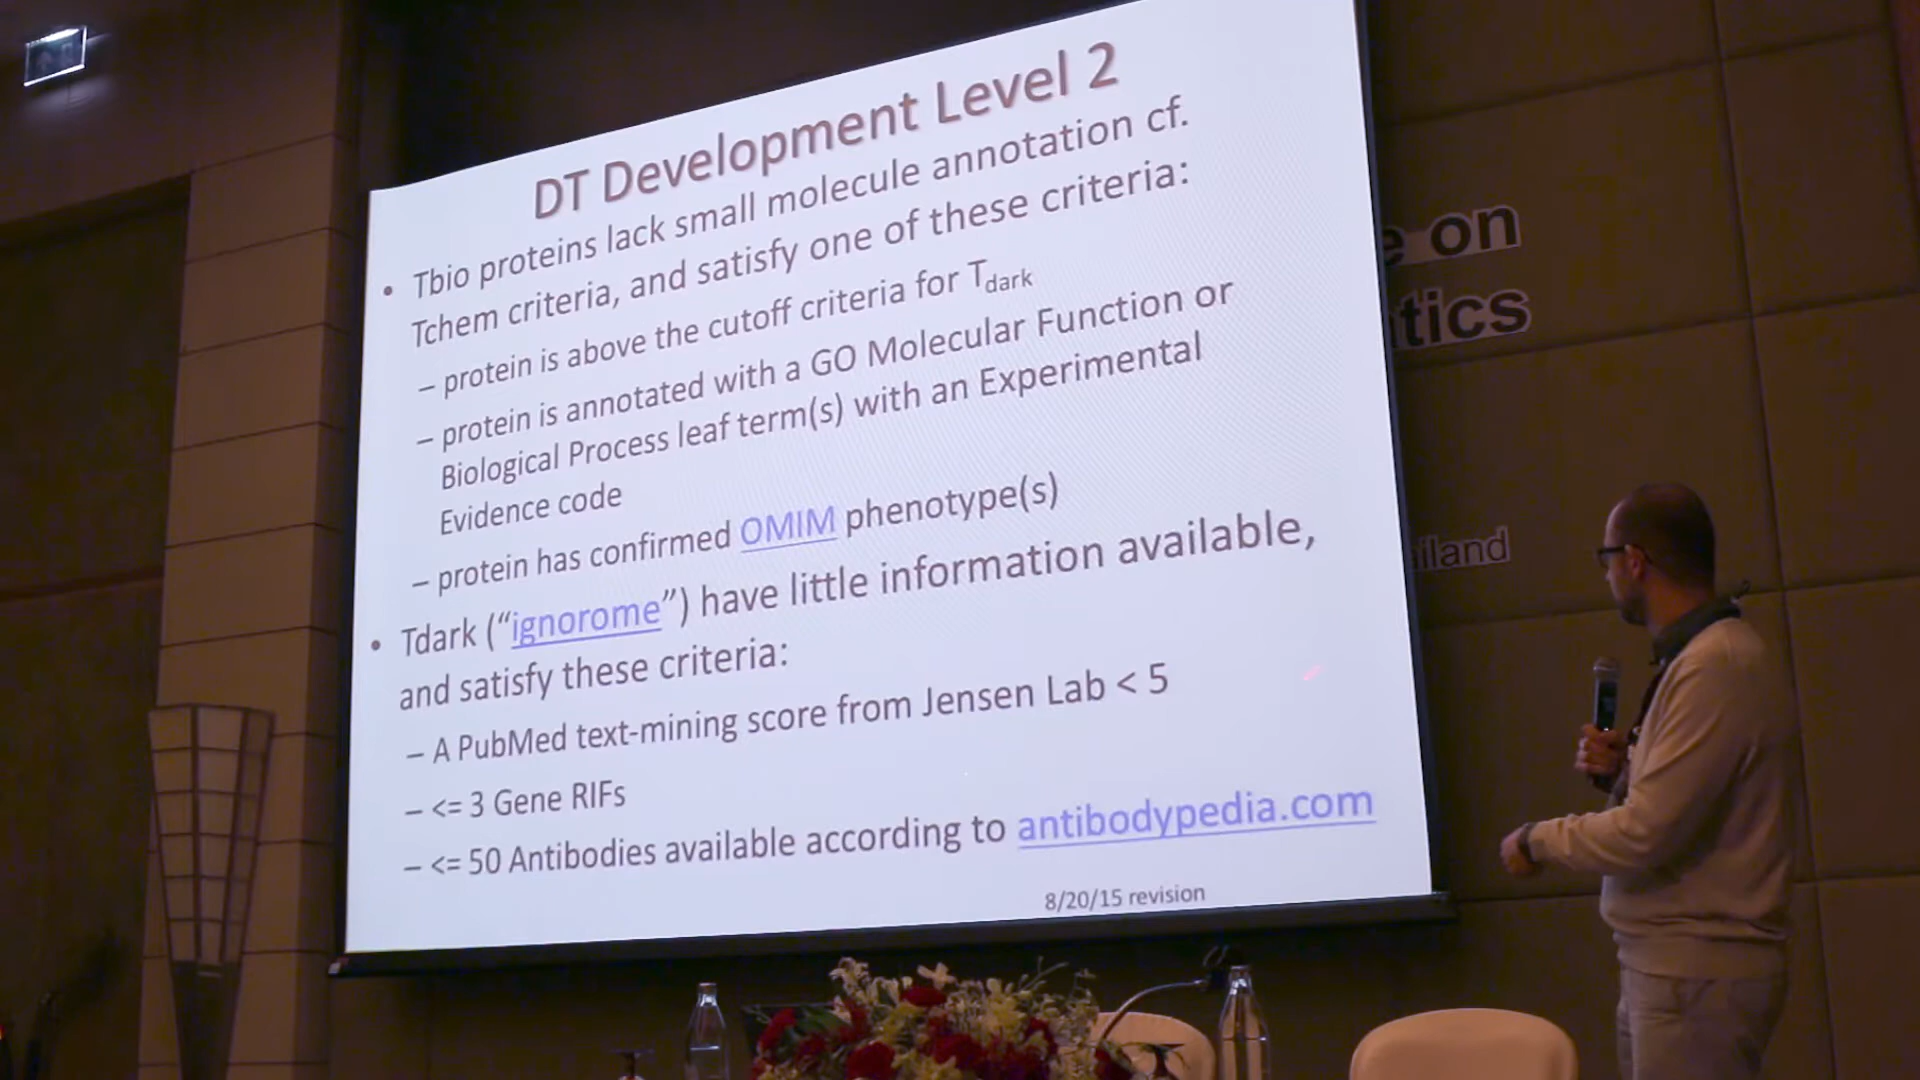 DT Development Level 2
• Tbio proteins lack small molecule annotation cf.
Tchem criteria, and satisfy one of these criteria:
– protein is above the cutoff criteria for Tdark
– protein is annotated with a GO Molecular Function or
Biological Process leaf term(s) with an Experimental
Evidence code
– protein has confirmed OMIM phenotype(s)
• Tdark (“ignorome”) have little information available,
and satisfy these criteria:
– A PubMed text-mining score from Jensen Lab < 5
– <= 3 Gene RIFs
– <= 50 Antibodies available according to antibodypedia.com
8/20/15 revision
on